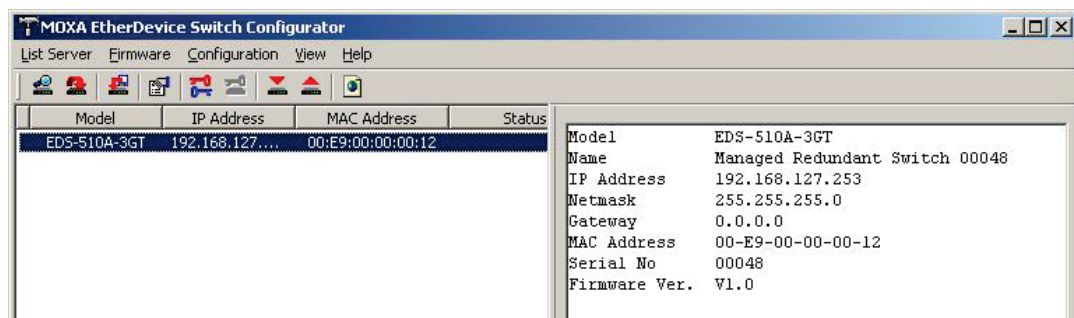 MOXA EtherDevice Switch Configurator
List Server Firmware Configuration View Help
Model IP Address MAC Address Status
EDS-510A-3GT 192.168.127.... 00:E9:00:00:00:12
Model EDS-510A-3GT
Name Managed Redundant Switch 00048
IP Address 192.168.127.253
Netmask 255.255.255.0
Gateway 0.0.0.0
MAC Address 00-E9-00-00-00-12
Serial No 00048
Firmware Ver. V1.0